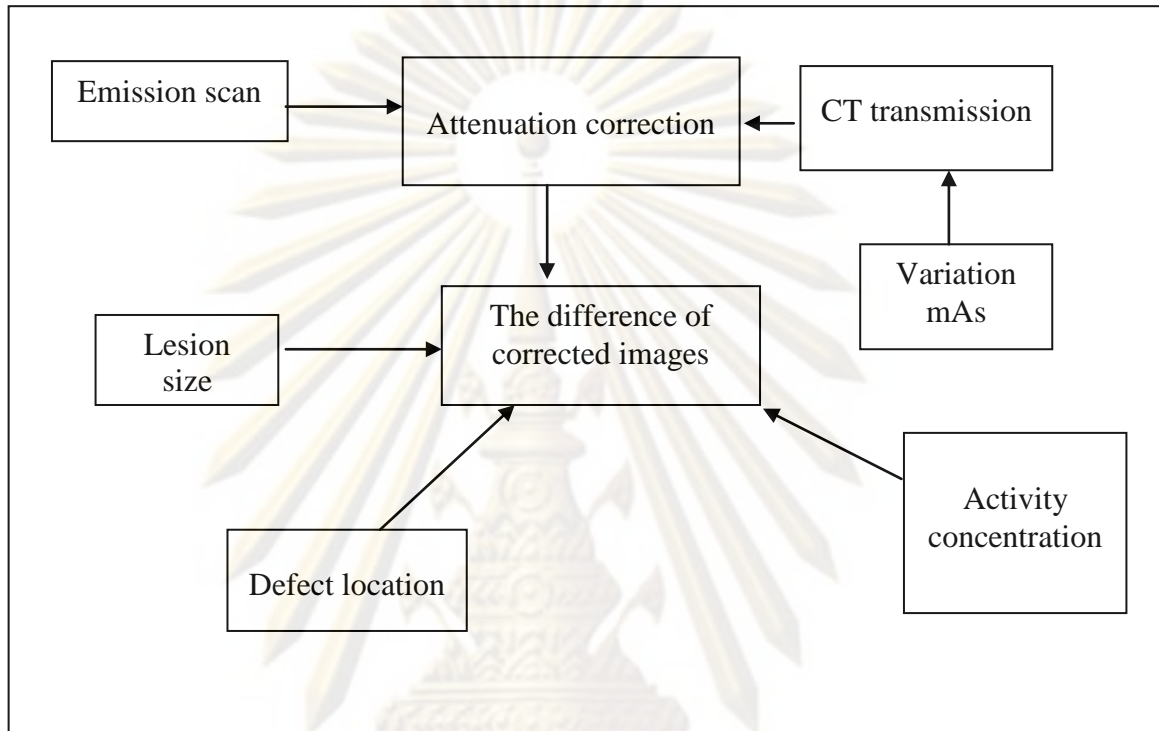 Emission scan
Attenuation correction
CT transmission
Variation
mAs
The difference of
corrected images
Lesion
size
Activity
concentration
Defect location